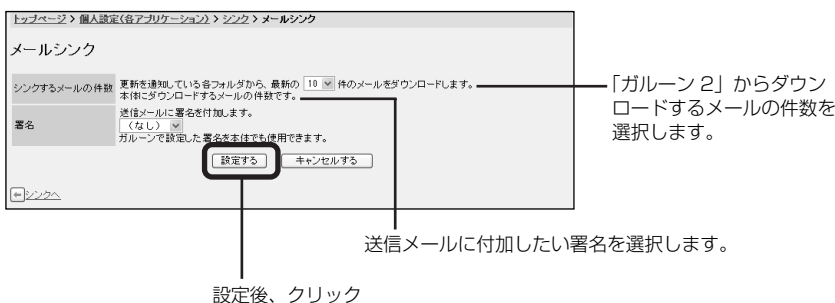 トップページ > 個人設定(各アプリケーション) > シンク > メールシンク
メールシンク
シンクするメールの件数
更新を通知している各フォルダから、最新の 10 件のメールをダウンロードします。
本体にダウンロードするメールの件数です。
署名
送信メールに署名を付加します。
(なし)
ガルーンで設定した署名を本体でも使用できます。
設定する キャンセルする
シンクへ
「ガルーン 2」からダウン
ロードするメールの件数を
選択します。
送信メールに付加したい署名を選択します。
設定後、クリック